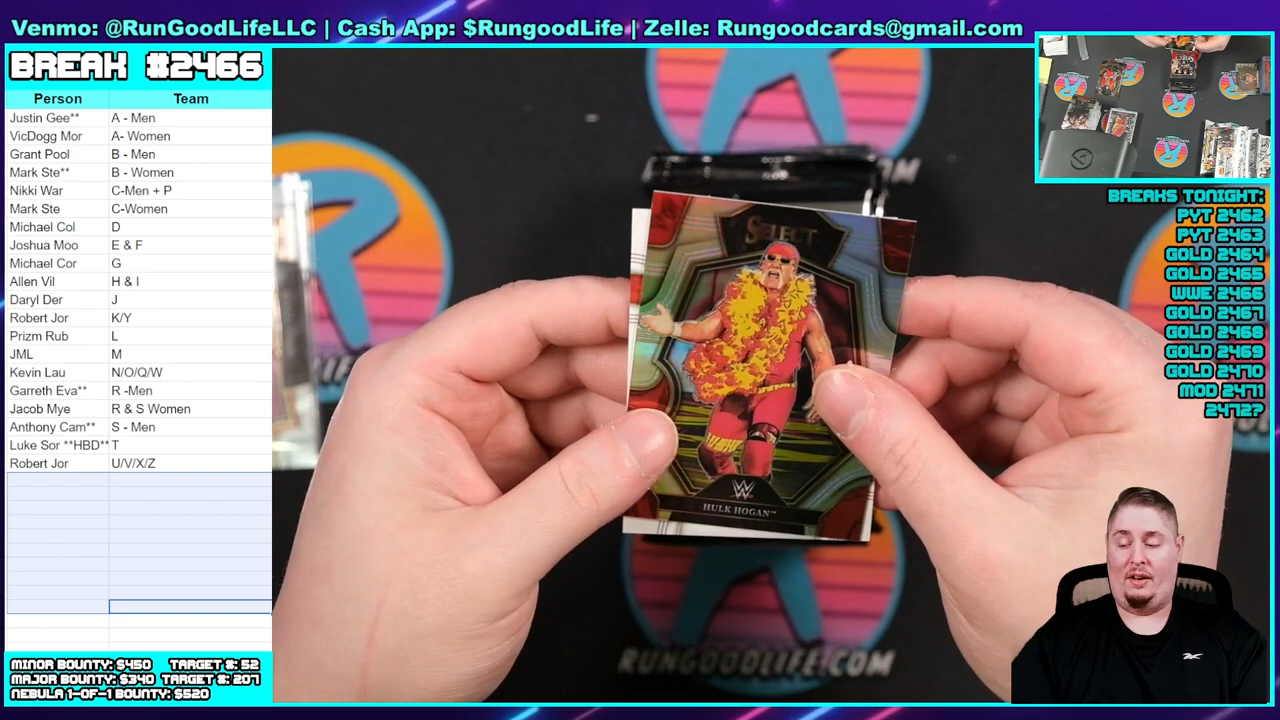 Venmo: @RunGoodLifeLLC | Cash App: $RungoodLife | Zelle: Rungoodcards@gmail.com
BREAK #2466
Person Team
Justin Gee** A - Men
VicDogg Mor A- Women
Grant Pool B - Men
Mark Ste** B - Women
Nikki War C-Men + P
Mark Ste C-Women
Michael Col D
Joshua Moo E & F
Michael Cor G
Allen Vil H & I
Daryl Der J
Robert Jor K/Y
Prizm Rub L
JML M
Kevin Lau N/O/Q/W
Garreth Eva** R -Men
Jacob Mye R & S Women
Anthony Cam** S - Men
Luke Sor **HBD** T
Robert Jor U/V/X/Z
MINOR BOUNTY: $450 TARGET #: 52
MAJOR BOUNTY: $340 TARGET #: 207
NEBULA 1-OF-1 BOUNTY: $520
SELECT
W
HULK HOGAN™
.COM
RUNGOODLIFE.COM
BREAKS TONIGHT:
PYT 2462
PYT 2463
GOLD 2464
GOLD 2465
WWE 2466
GOLD 2467
GOLD 2468
GOLD 2469
GOLD 2470
MOD 2471
2472?